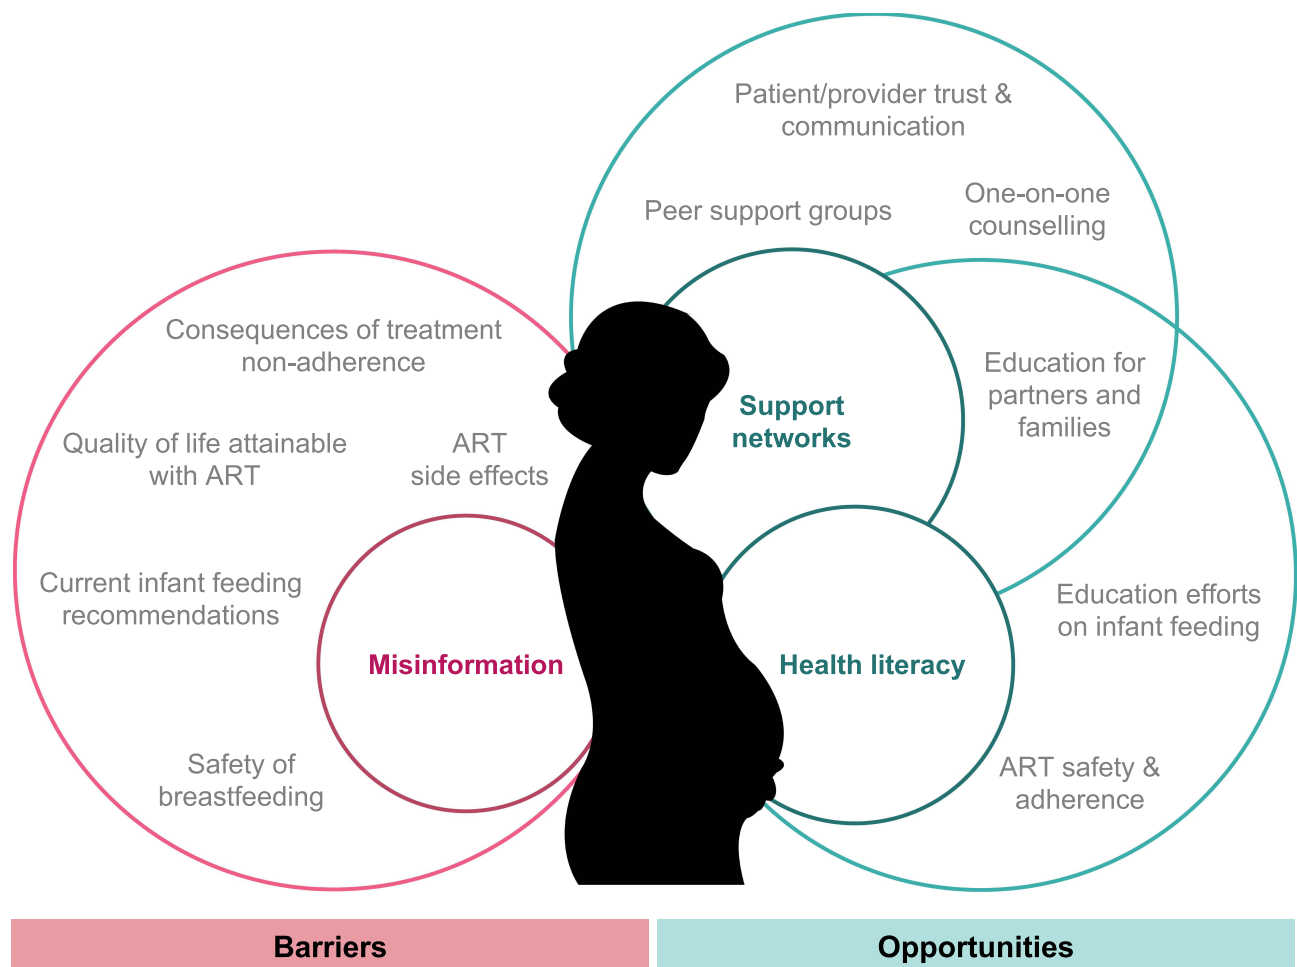 Patient/provider trust &
communication
Peer support groups
One-on-one
counselling
Support
networks
Education for
partners and
families
Consequences of treatment
non-adherence
Quality of life attainable
with ART
ART
side effects
Current infant feeding
recommendations
Misinformation
Safety of
breastfeeding
Health literacy
Education efforts
on infant feeding
ART safety &
adherence
Barriers
Opportunities